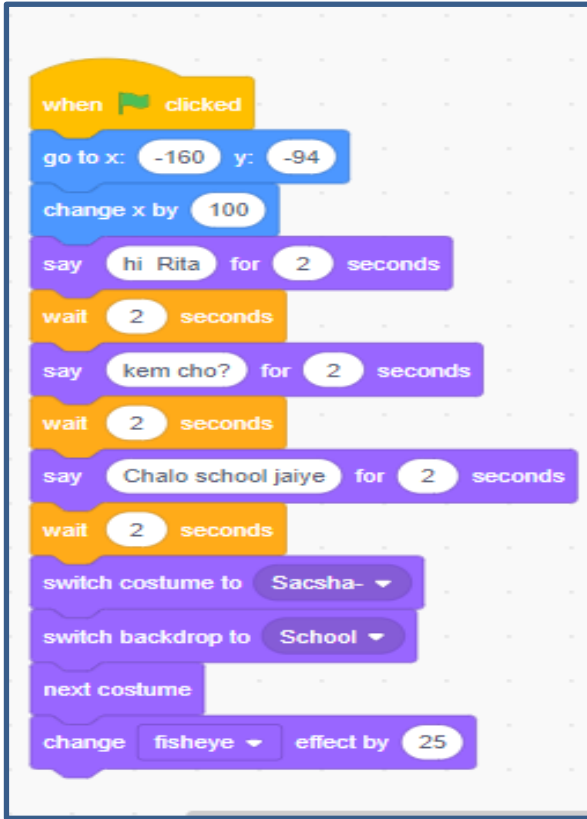 when clicked
go to x: -160 y: -94
change x by 100
say hi Rita for 2 seconds
wait 2 seconds
say kem cho? for 2 seconds
wait 2 seconds
say Chalo school jaiye for 2 seconds
wait 2 seconds
switch costume to Sacsha-
switch backdrop to School
next costume
change fisheye effect by 25